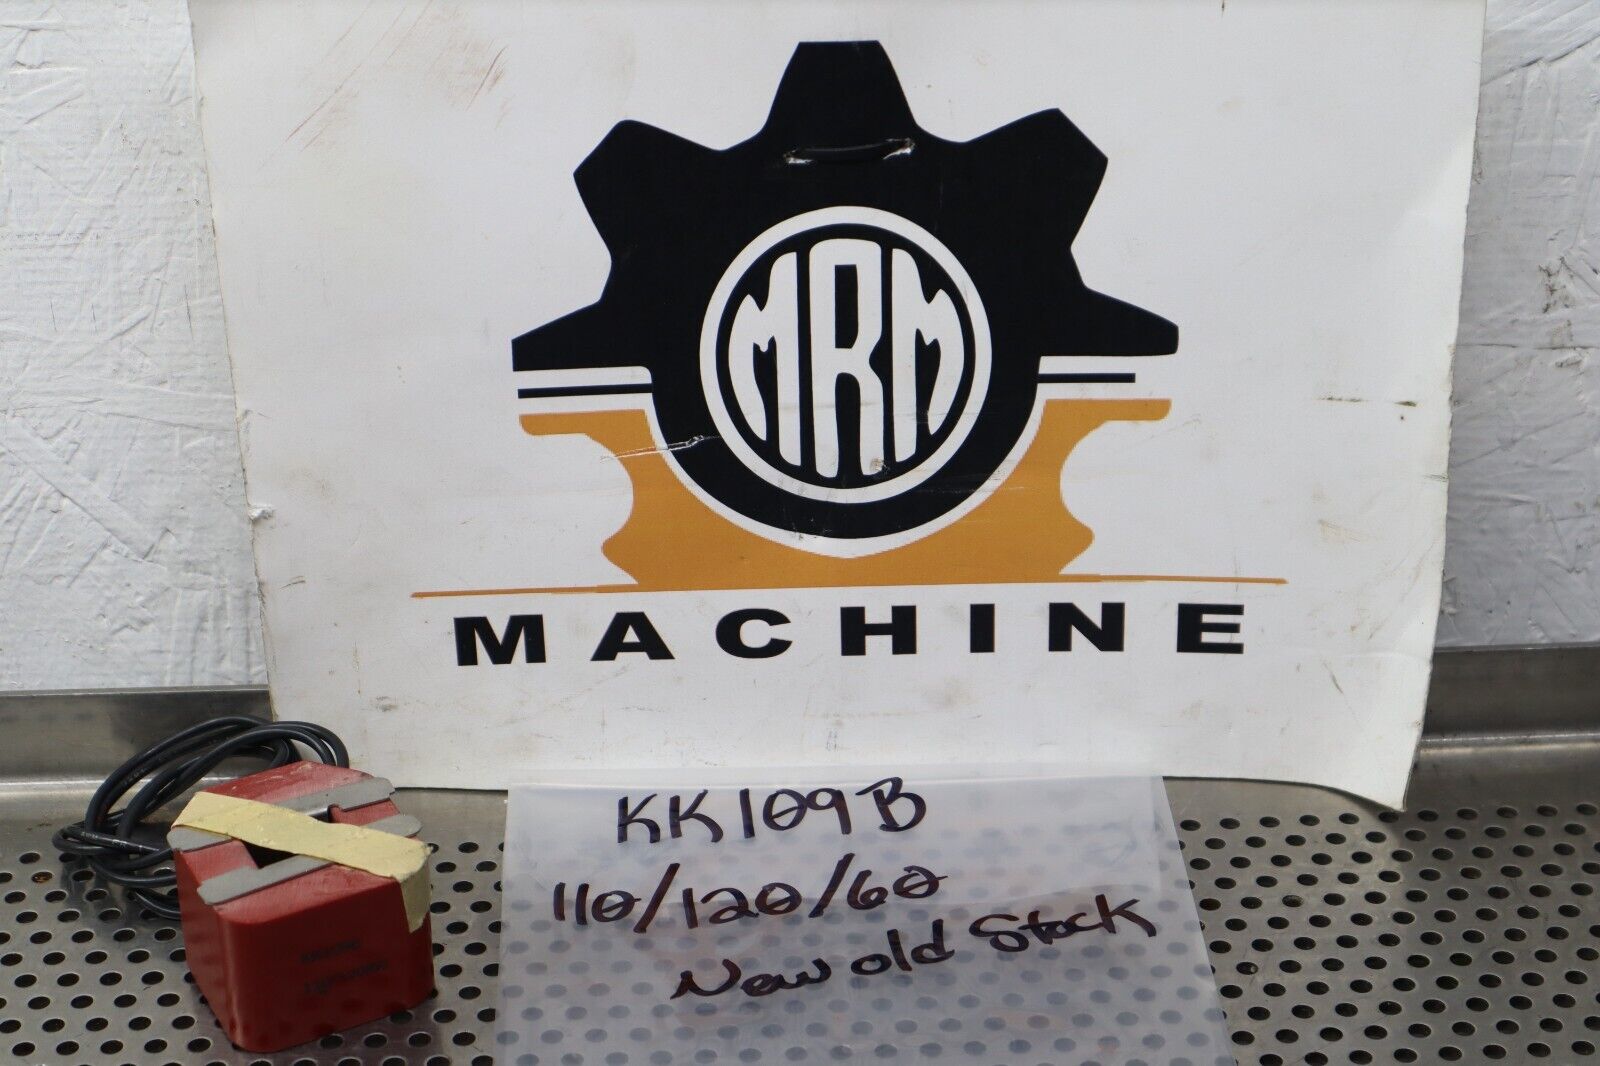 MRM
MACHINE
KK109B
110/120/60
New old Stock